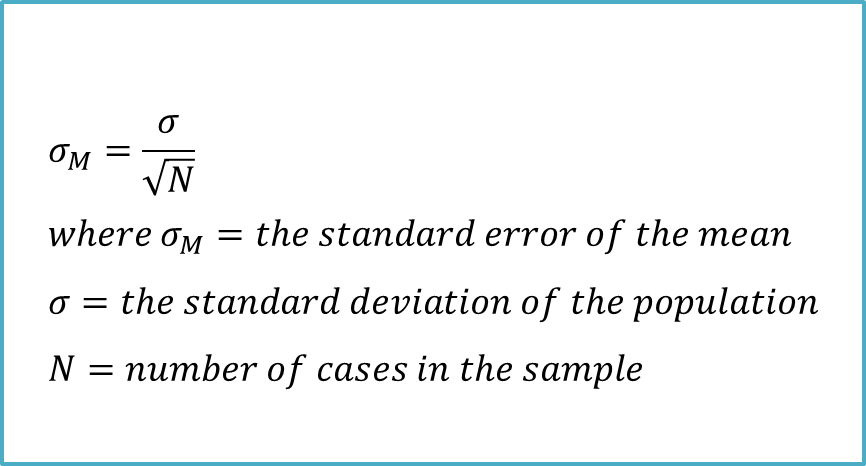 σ_M = σ/√N
where σ_M = the standard error of the mean
σ = the standard deviation of the population
N = number of cases in the sample